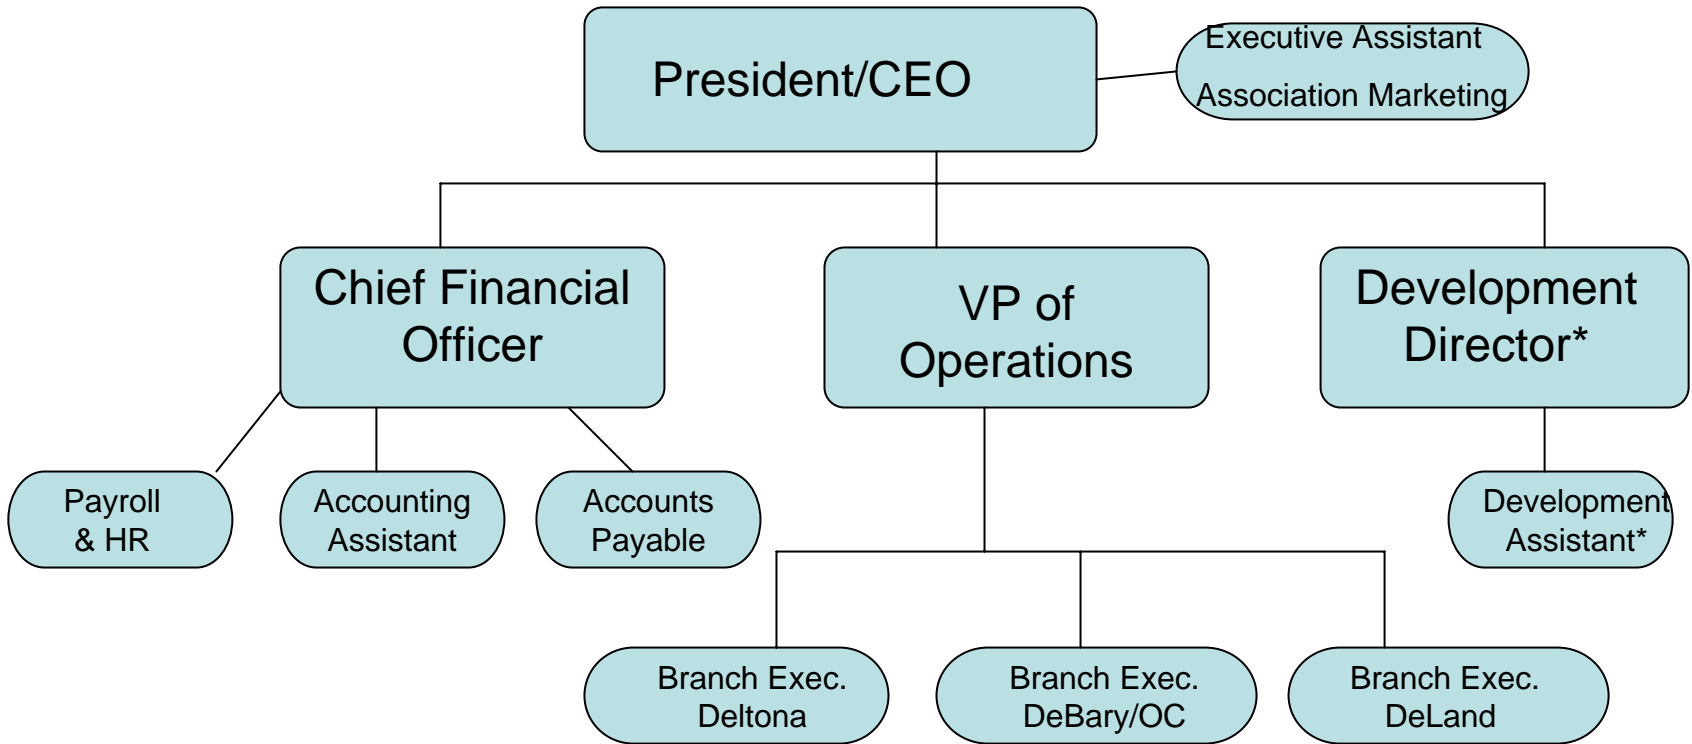 President/CEO
Executive Assistant
Association Marketing
Chief Financial
Officer
VP of
Operations
Development
Director*
Payroll
& HR
Accounting
Assistant
Accounts
Payable
Development
Assistant*
Branch Exec.
Deltona
Branch Exec.
DeBary/OC
Branch Exec.
DeLand